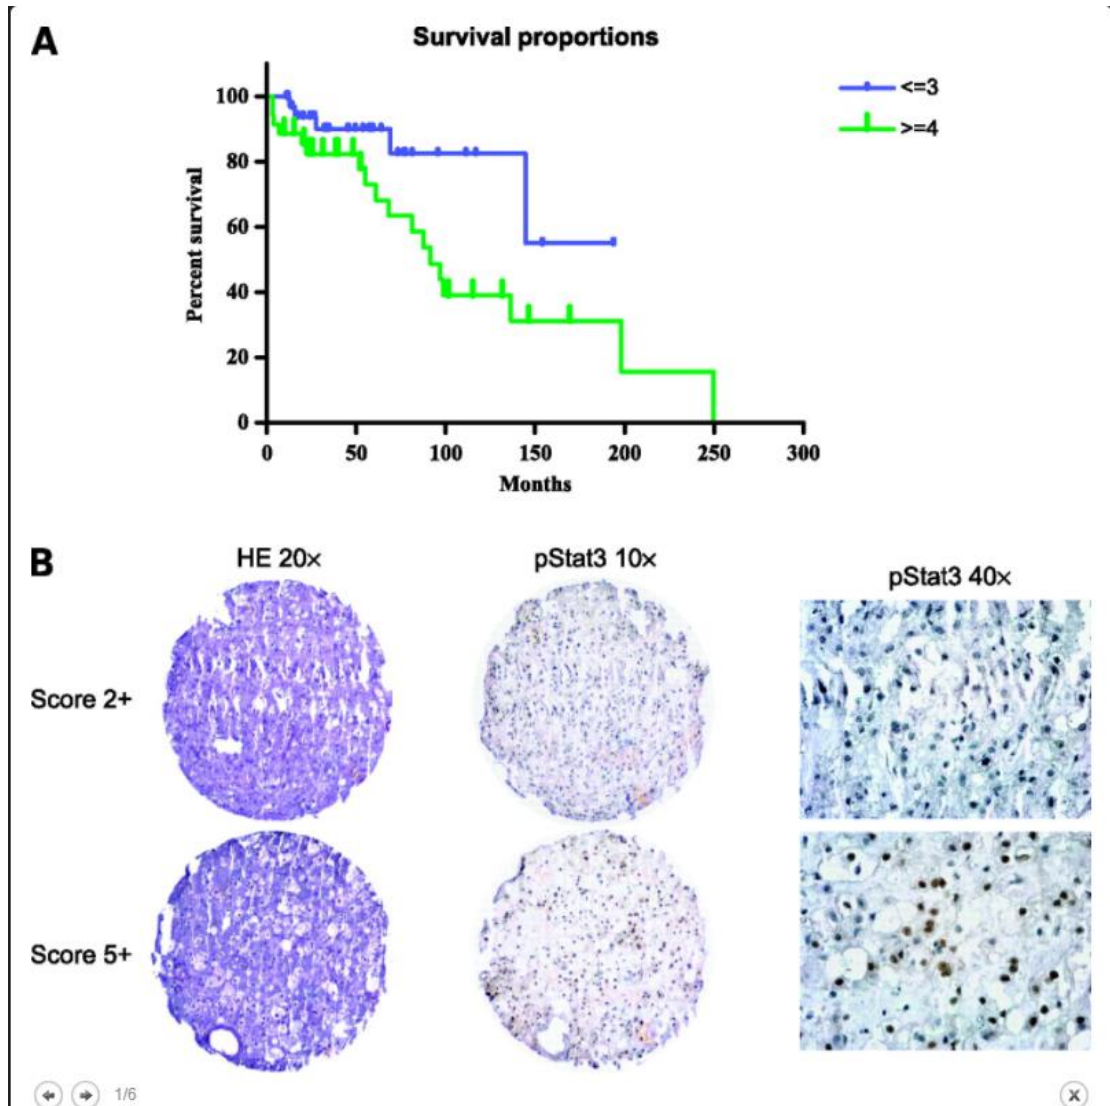 A
Survival proportions
<=3
>=4
100
80
60
40
20
0
Percent survival
0 50 100 150 200 250 300
Months
B
HE 20×
pStat3 10×
pStat3 40×
Score 2+
Score 5+
1/6
X